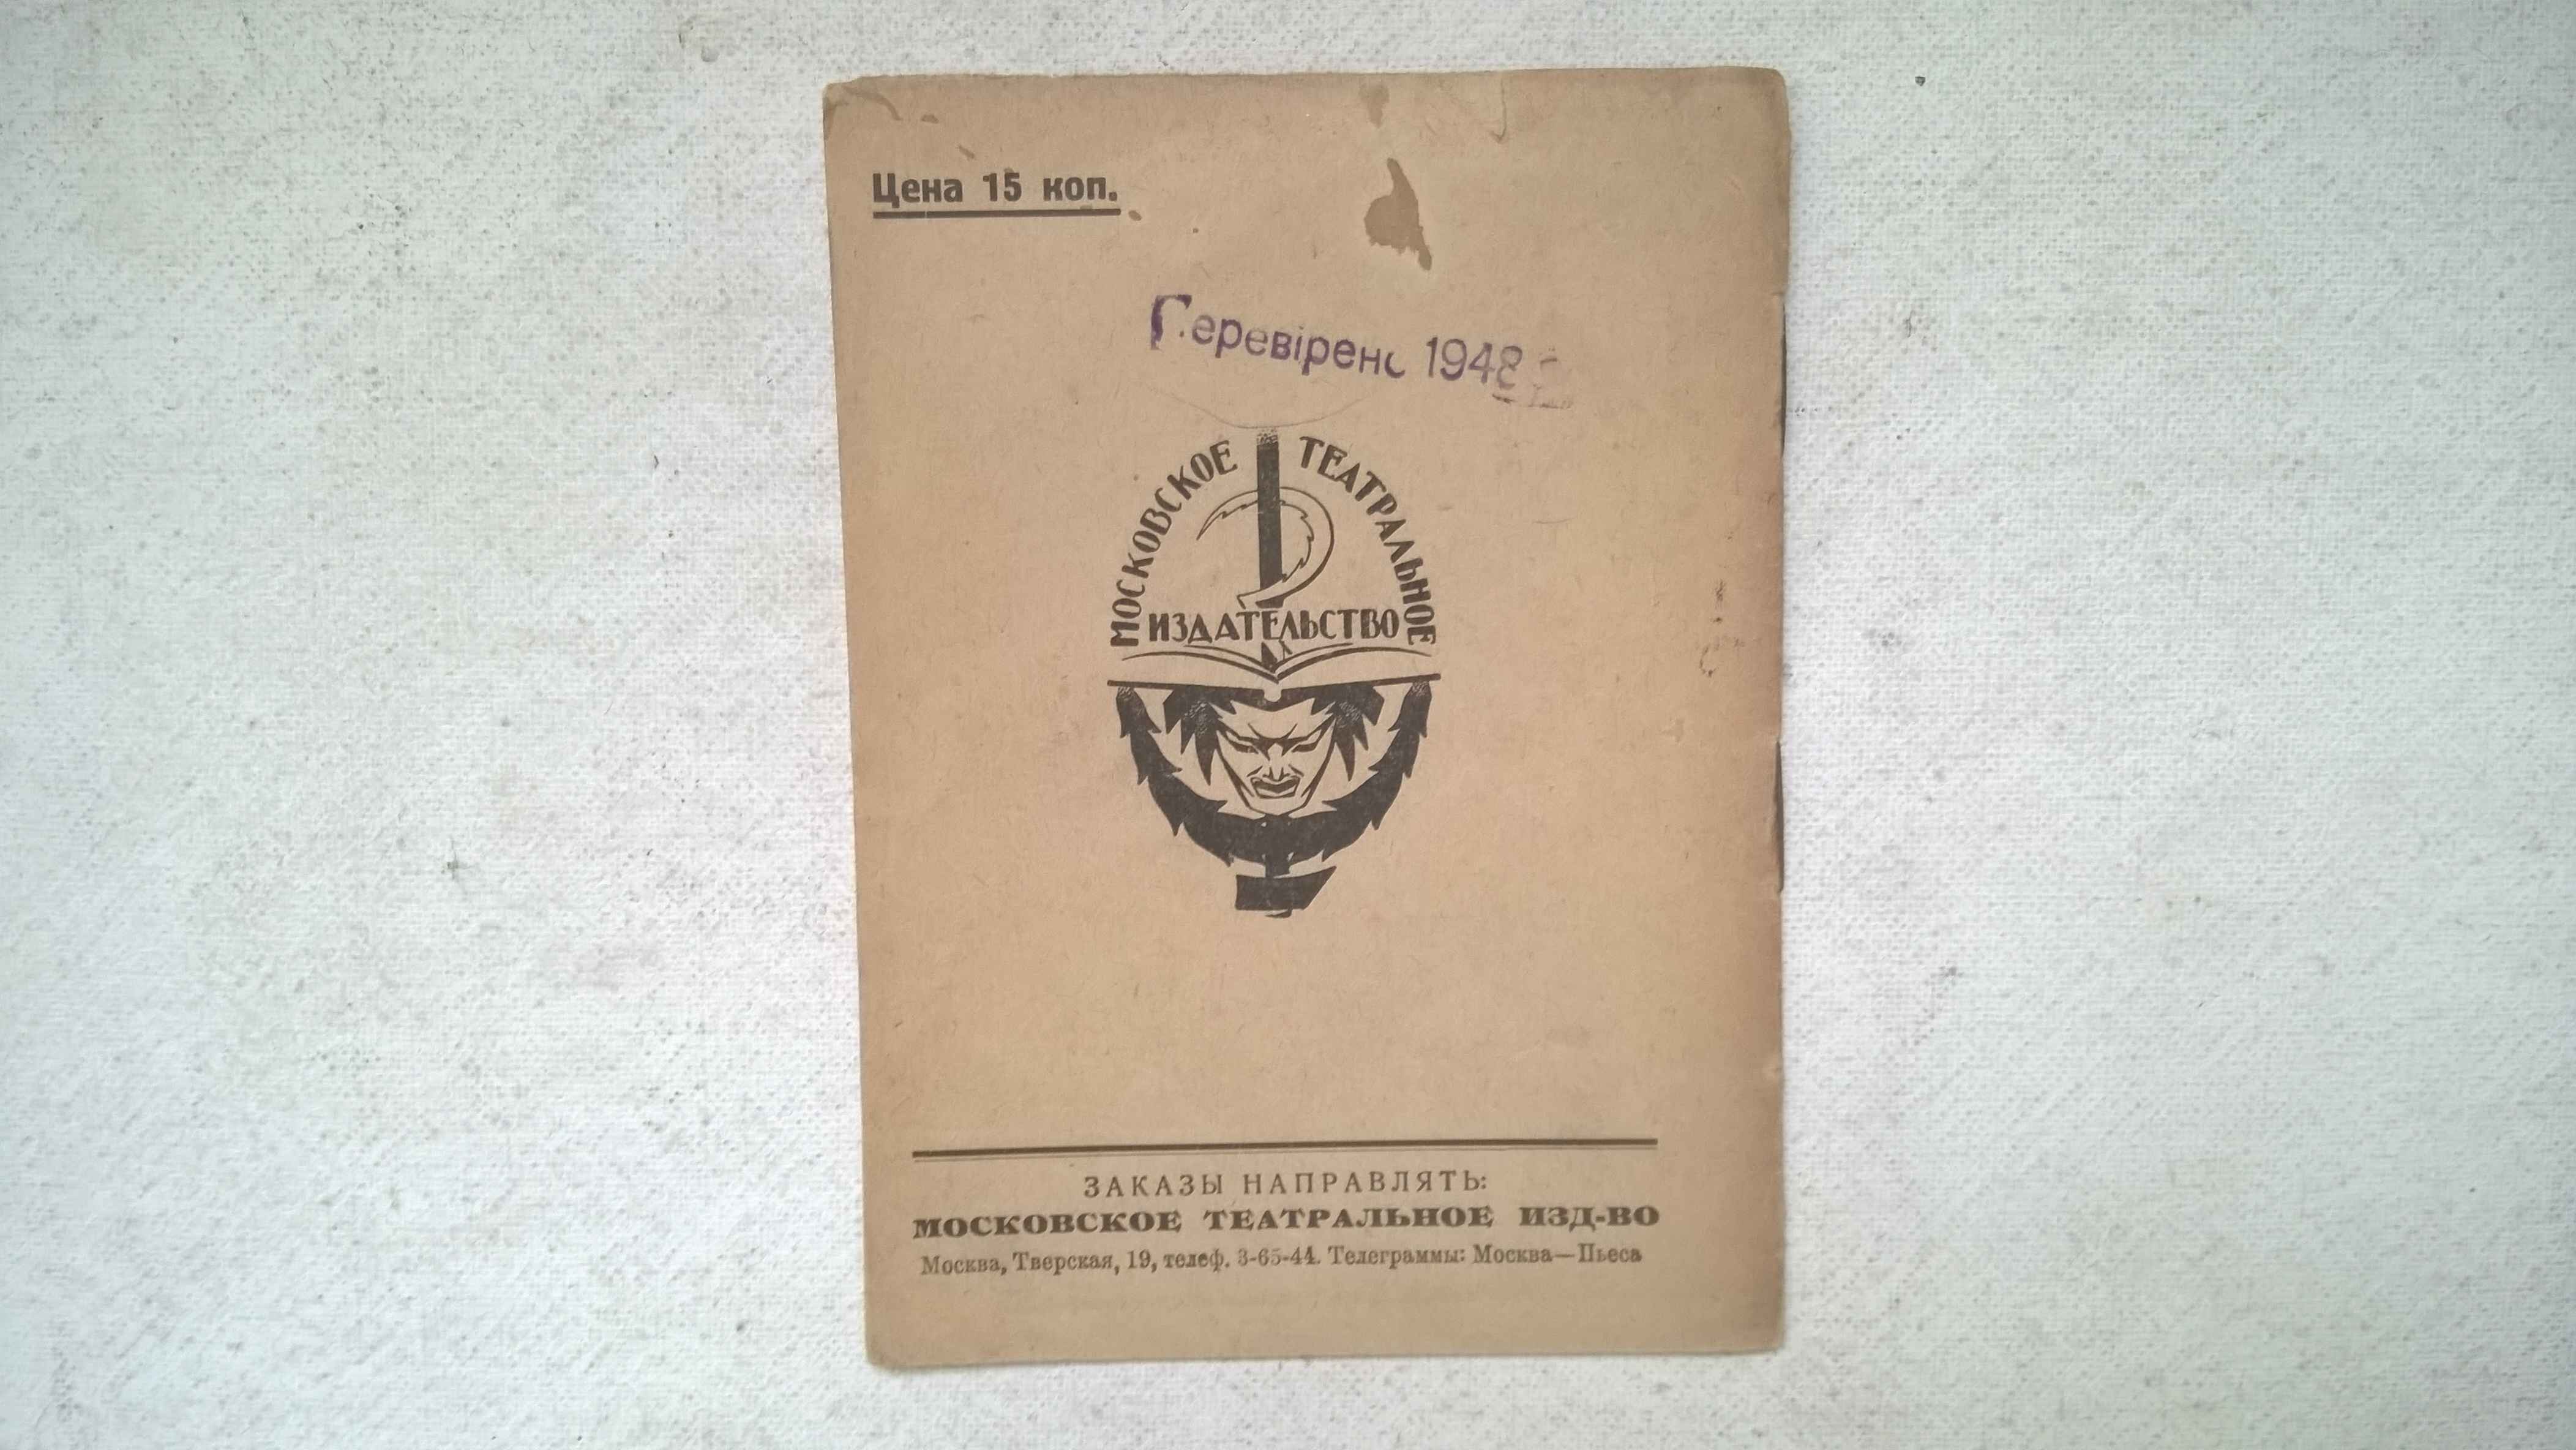 Цена 15 коп.
Перевірено 1948
МОСКОВСКОЕ ТЕАТРАЛЬНОЕ
ИЗДАТЕЛЬСТВО
ЗАКАЗЫ НАПРАВЛЯТЬ:
МОСКОВСКОЕ ТЕАТРАЛЬНОЕ ИЗД-ВО
Москва, Тверская, 19, телеф. 3-65-44. Телеграммы: Москва—Пьеса